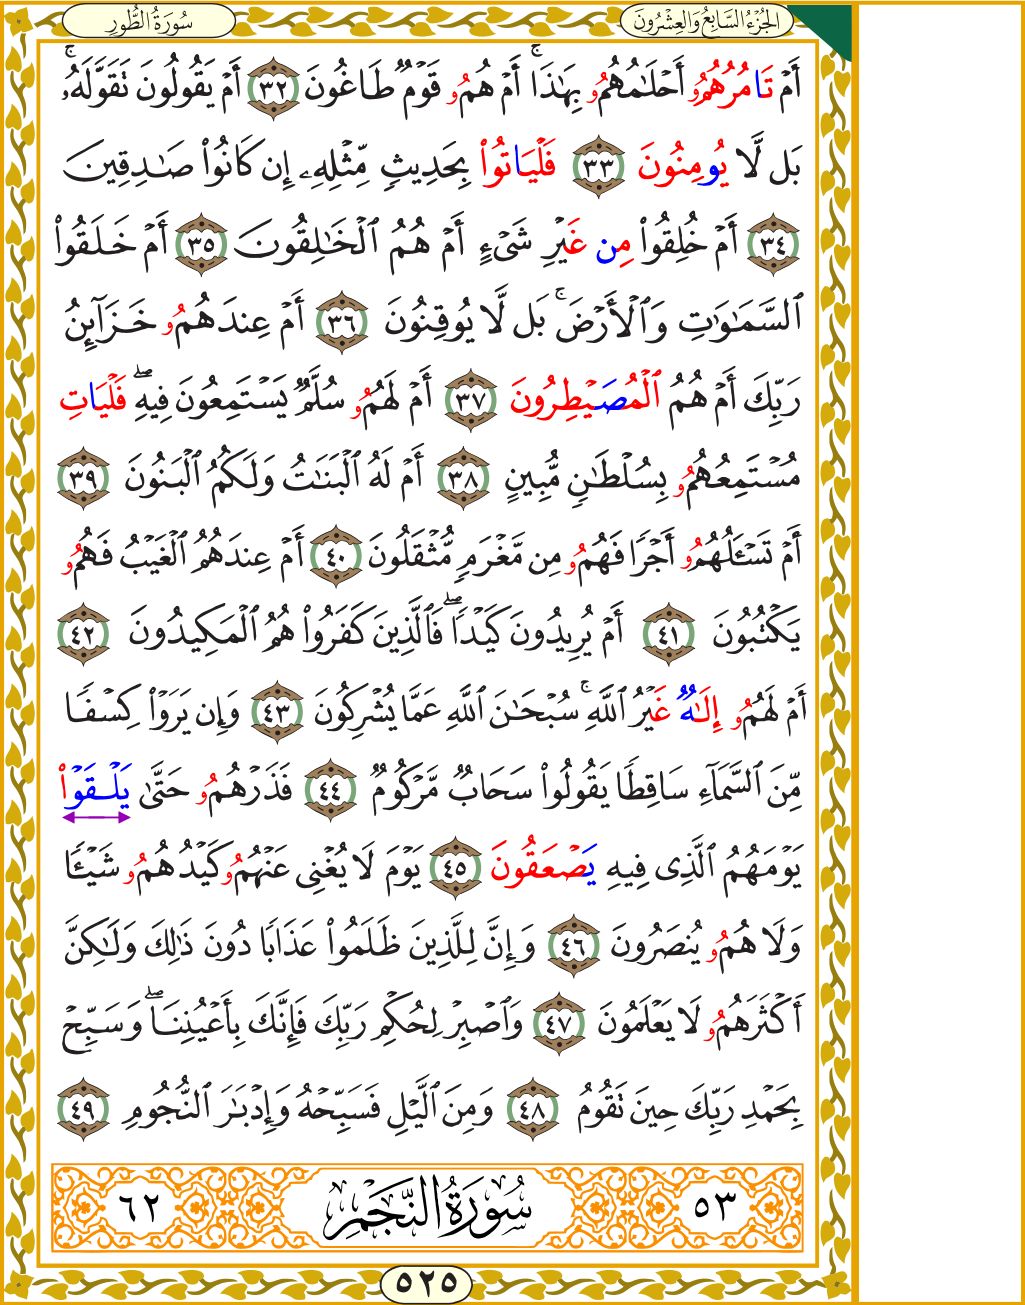 الجُزءُ السَّابِعُ وَالعِشْرُونَ سُورَةُ الطُّورِ
أَمۡ تَامُرُهُمُۥٓ أَحۡلَٰمُهُمُۥ بِهَٰذَاۚ أَمۡ هُمُۥ قَوۡمٞ طَاغُونَ ٣٢ أَمۡ يَقُولُونَ تَقَوَّلَهُۥۚ
بَل لَّا يُومِنُونَ ٣٣ فَلۡيَاتُواْ بِحَدِيثٖ مِّثۡلِهِۦٓ إِن كَانُواْ صَٰدِقِينَ
٣٤ أَمۡ خُلِقُواْ مِن غَيۡرِ شَيۡءٍ أَمۡ هُمُ ٱلۡخَٰلِقُونَ ٣٥ أَمۡ خَلَقُواْ
ٱلسَّمَٰوَٰتِ وَٱلۡأَرۡضَۚ بَل لَّا يُوقِنُونَ ٣٦ أَمۡ عِندَهُمُۥ خَزَآئِنُ
رَبِّكَ أَمۡ هُمُ ٱلۡمُصَيۡطِرُونَ ٣٧ أَمۡ لَهُمُۥ سُلَّمٞ يَسۡتَمِعُونَ فِيهِۖ فَلۡيَاتِ
مُسۡتَمِعُهُمُۥ بِسُلۡطَٰنٖ مُّبِينٍ ٣٨ أَمۡ لَهُ ٱلۡبَنَٰتُ وَلَكُمُ ٱلۡبَنُونَ ٣٩
أَمۡ تَسۡـَٔلُهُمُۥٓ أَجۡرٗا فَهُمُۥ مِن مَّغۡرَمٖ مُّثۡقَلُونَ ٤٠ أَمۡ عِندَهُمُ ٱلۡغَيۡبُ فَهُمُۥ
يَكۡتُبُونَ ٤١ أَمۡ يُرِيدُونَ كَيۡدٗاۖ فَٱلَّذِينَ كَفَرُواْ هُمُ ٱلۡمَكِيدُونَ ٤٢
أَمۡ لَهُمُۥٓ إِلَٰهٌ غَيۡرُ ٱللَّهِۚ سُبۡحَٰنَ ٱللَّهِ عَمَّا يُشۡرِكُونَ ٤٣ وَإِن يَرَوۡاْ كِسۡفٗا
مِّنَ ٱلسَّمَآءِ سَاقِطٗا يَقُولُواْ سَحَابٞ مَّرۡكُومٞ ٤٤ فَذَرۡهُمُۥ حَتَّىٰ يَلۡقَوۡاْ
يَوۡمَهُمُ ٱلَّذِي فِيهِ يَصۡعَقُونَ ٤٥ يَوۡمَ لَا يُغۡنِي عَنۡهُمُۥ كَيۡدُهُمُۥ شَيۡـٔٗا
وَلَا هُمُۥ يُنصَرُونَ ٤٦ وَإِنَّ لِلَّذِينَ ظَلَمُواْ عَذَابٗا دُونَ ذَٰلِكَ وَلَٰكِنَّ
أَكۡثَرَهُمُۥ لَا يَعۡلَمُونَ ٤٧ وَٱصۡبِرۡ لِحُكۡمِ رَبِّكَ فَإِنَّكَ بِأَعۡيُنِنَاۖ وَسَبِّحۡ
بِحَمۡدِ رَبِّكَ حِينَ تَقُومُ ٤٨ وَمِنَ ٱلَّيۡلِ فَسَبِّحۡهُ وَإِدۡبَٰرَ ٱلنُّجُومِ ٤٩
٥٣ سُورَةُ النَّجۡمِ ٦٢
٥٢٥